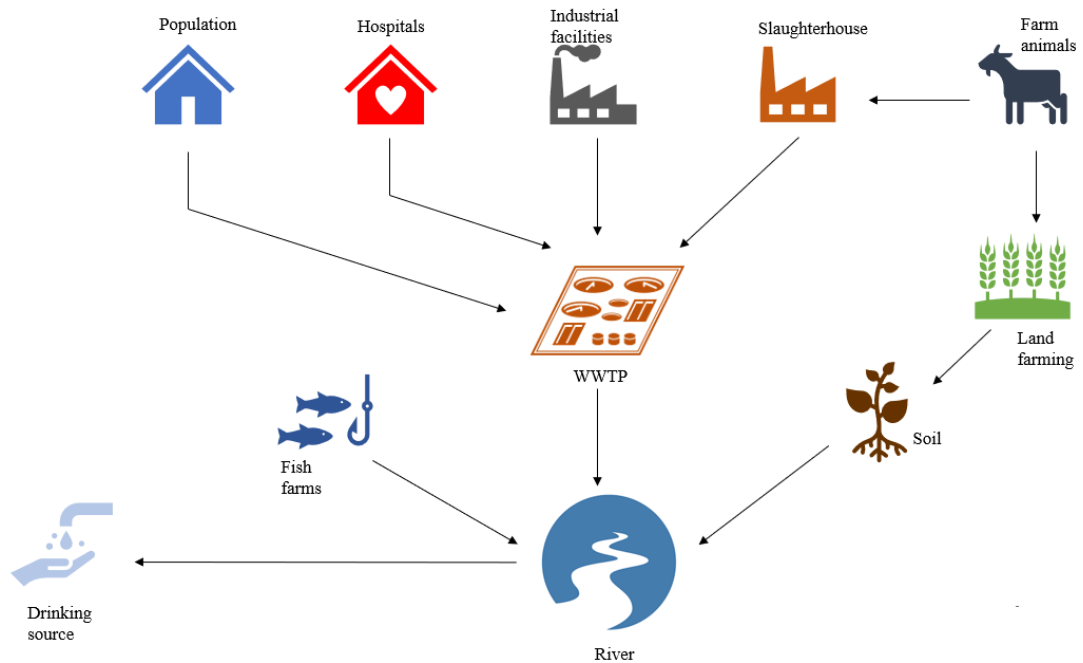 Population
Hospitals
Industrial
facilities
Slaughterhouse
Farm
animals
Land
farming
WWTP
Soil
Fish
farms
Drinking
source
River